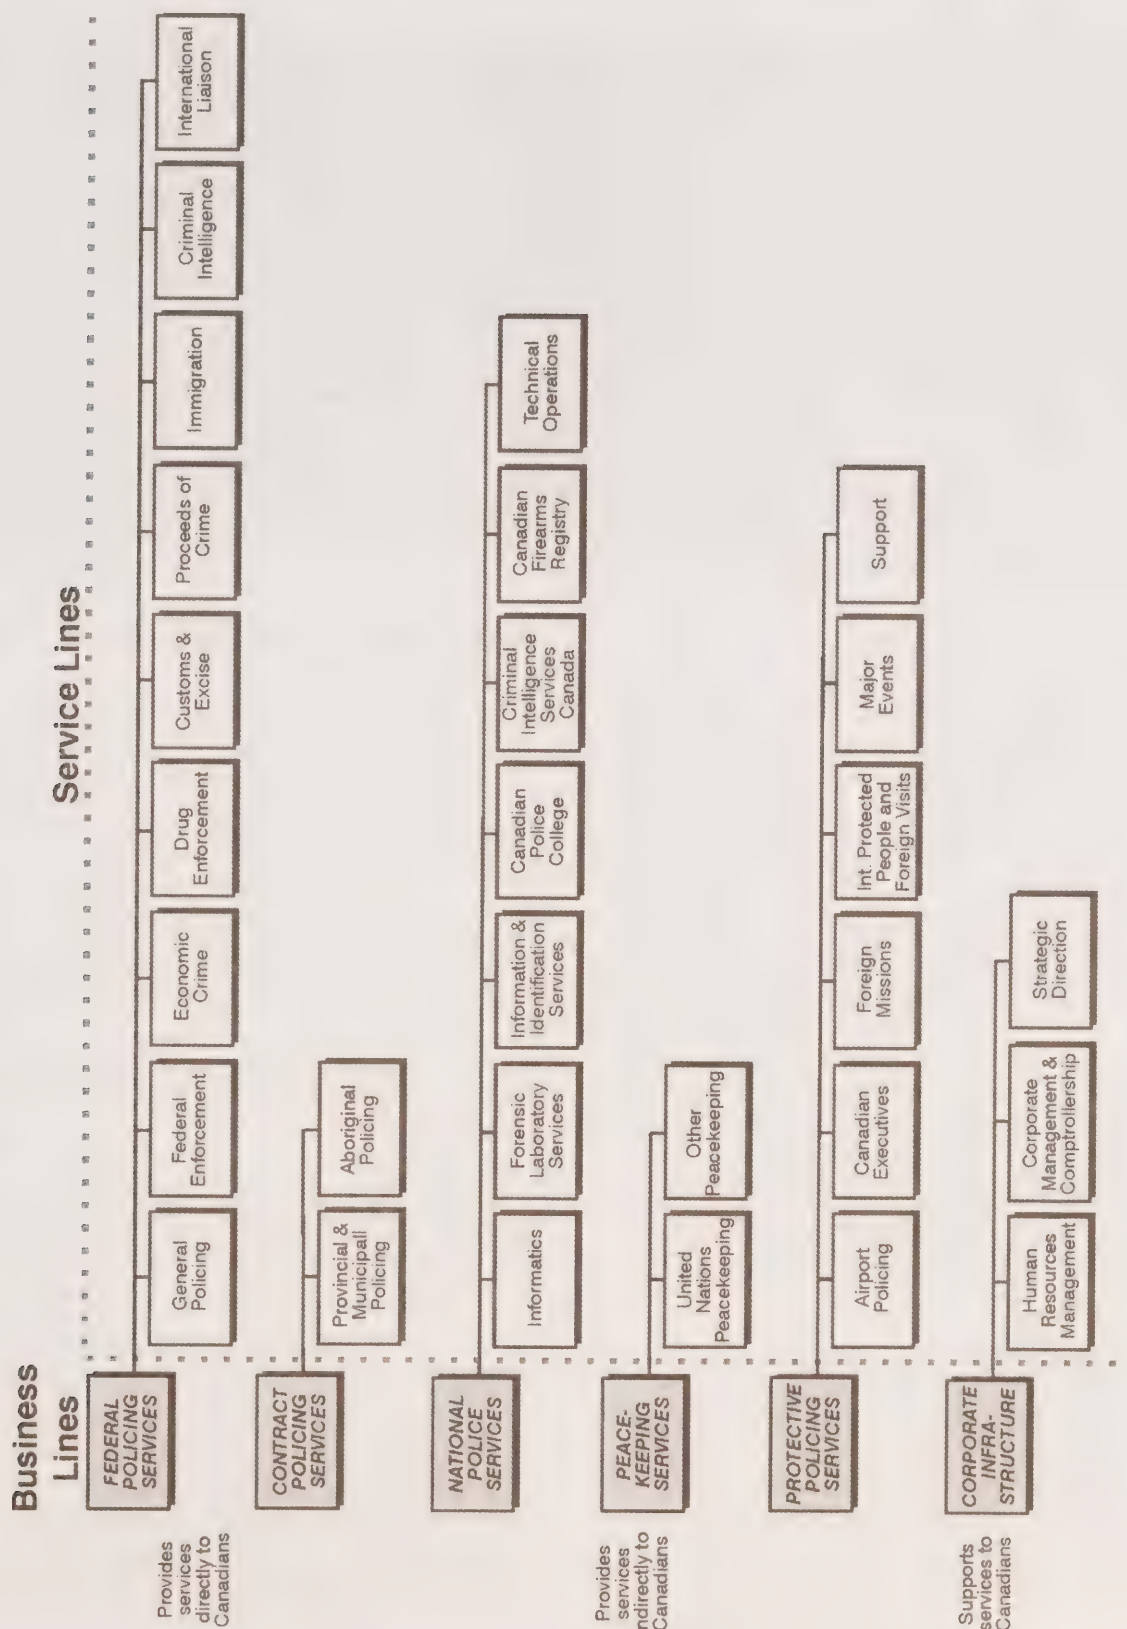 Business
Lines
Service Lines
Provides
services
directly to
Canadians
FEDERAL
POLICING
SERVICES
General
Policing
Federal
Enforcement
Economic
Crime
Drug
Enforcement
Customs &
Excise
Proceeds of
Crime
Immigration
Criminal
Intelligence
International
Liaison
CONTRACT
POLICING
SERVICES
Provincial &
Municipall
Policing
Aboriginal
Policing
NATIONAL
POLICE
SERVICES
Informatics
Forensic
Laboratory
Services
Information &
Identification
Services
Canadian
Police
College
Criminal
Intelligence
Services
Canada
Canadian
Firearms
Registry
Technical
Operations
Provides
services
ndirectly to
Canadians
PEACE-
KEEPING
SERVICES
United
Nations
Peacekeeping
Other
Peacekeeping
PROTECTIVE
POLICING
SERVICES
Airport
Policing
Canadian
Executives
Foreign
Missions
Int. Protected
People and
Foreign Visits
Major
Events
Support
Supports
services to
Canadians
CORPORATE
INFRA-
STRUCTURE
Human
Resources
Management
Corporate
Management &
Comptrollership
Strategic
Direction